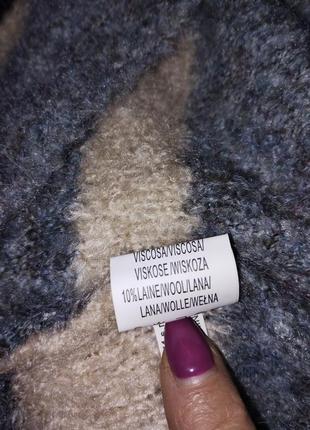 VISCOSA/VISCOSA/
VISKOSE/WISKOZA
10%LAINE/WOOL/LANA/
LANA/WOLLE/WEŁNA